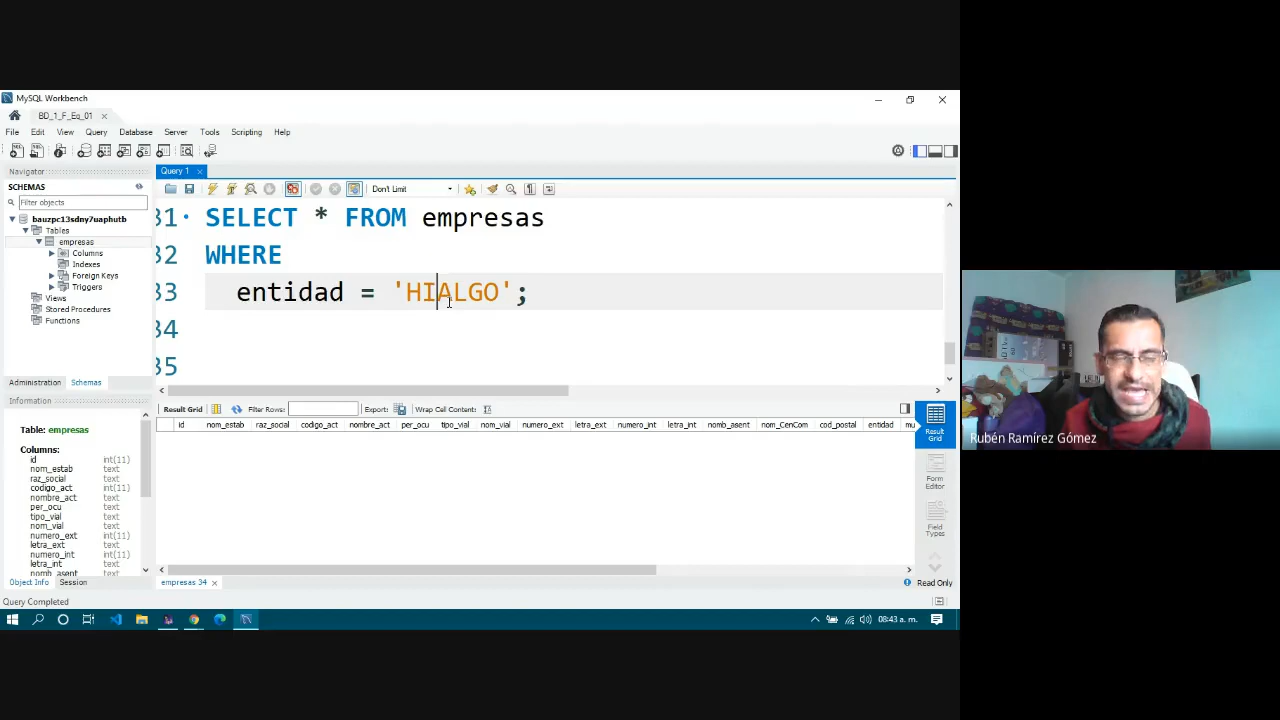 MySQL Workbench
BD_1_F_Eq_01
File Edit View Query Database Server Tools Scripting Help
Navigator
SCHEMAS
Filter objects
bauzpc13sdny7uaphutb
Tables
empresas
Columns
Indexes
Foreign Keys
Triggers
Views
Stored Procedures
Functions
Administration Schemas
Information
Table: empresas
Columns:
id int(11)
nom_estab text
raz_social text
codigo_act int(11)
nombre_act text
per_ocu text
tipo_vial text
nom_vial text
numero_ext int(11)
letra_ext text
numero_int int(11)
letra_int text
nomb_asent text
Object Info Session
Query Completed
Query 1
Don't Limit
31 SELECT * FROM empresas
32 WHERE
33 entidad = 'HIALGO';
34
35
Result Grid Filter Rows: Export: Wrap Cell Content:
id nom_estab raz_social codigo_act nombre_act per_ocu tipo_vial nom_vial numero_ext letra_ext numero_int letra_int nomb_asent nom_CenCom cod_postal entidad mu
Result
Grid
Form
Editor
Field
Types
empresas 34
Read Only
08:43 a. m.
Rubén Ramírez Gómez